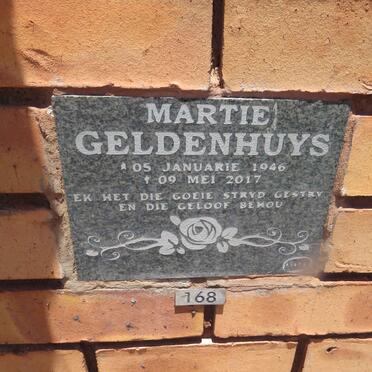 MARTIE
GELDENHUYS
* 05 JANUARIE 1946
† 09 MEI 2017
EK HET DIE GOEIE STRYD GESTRY
EN DIE GELOOF BEHOU
168